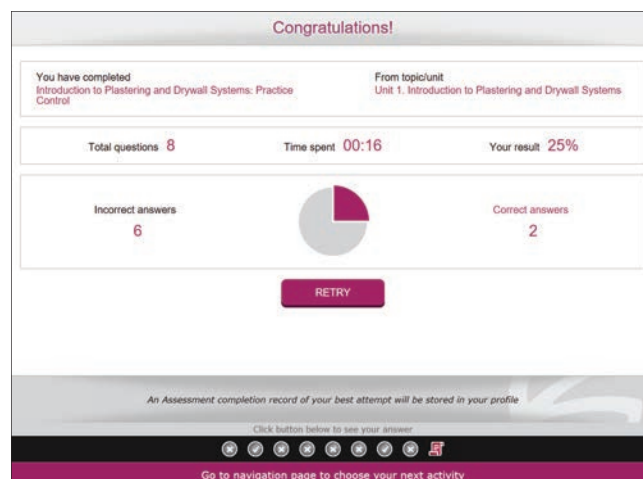 Congratulations!
You have completed
Introduction to Plastering and Drywall Systems: Practice
Control
From topic/unit
Unit 1. Introduction to Plastering and Drywall Systems
Total questions 8
Time spent 00:16
Your result 25%
Incorrect answers
6
Correct answers
2
RETRY
An Assessment completion record of your best attempt will be stored in your profile
Click button below to see your answer
Go to navigation page to choose your next activity